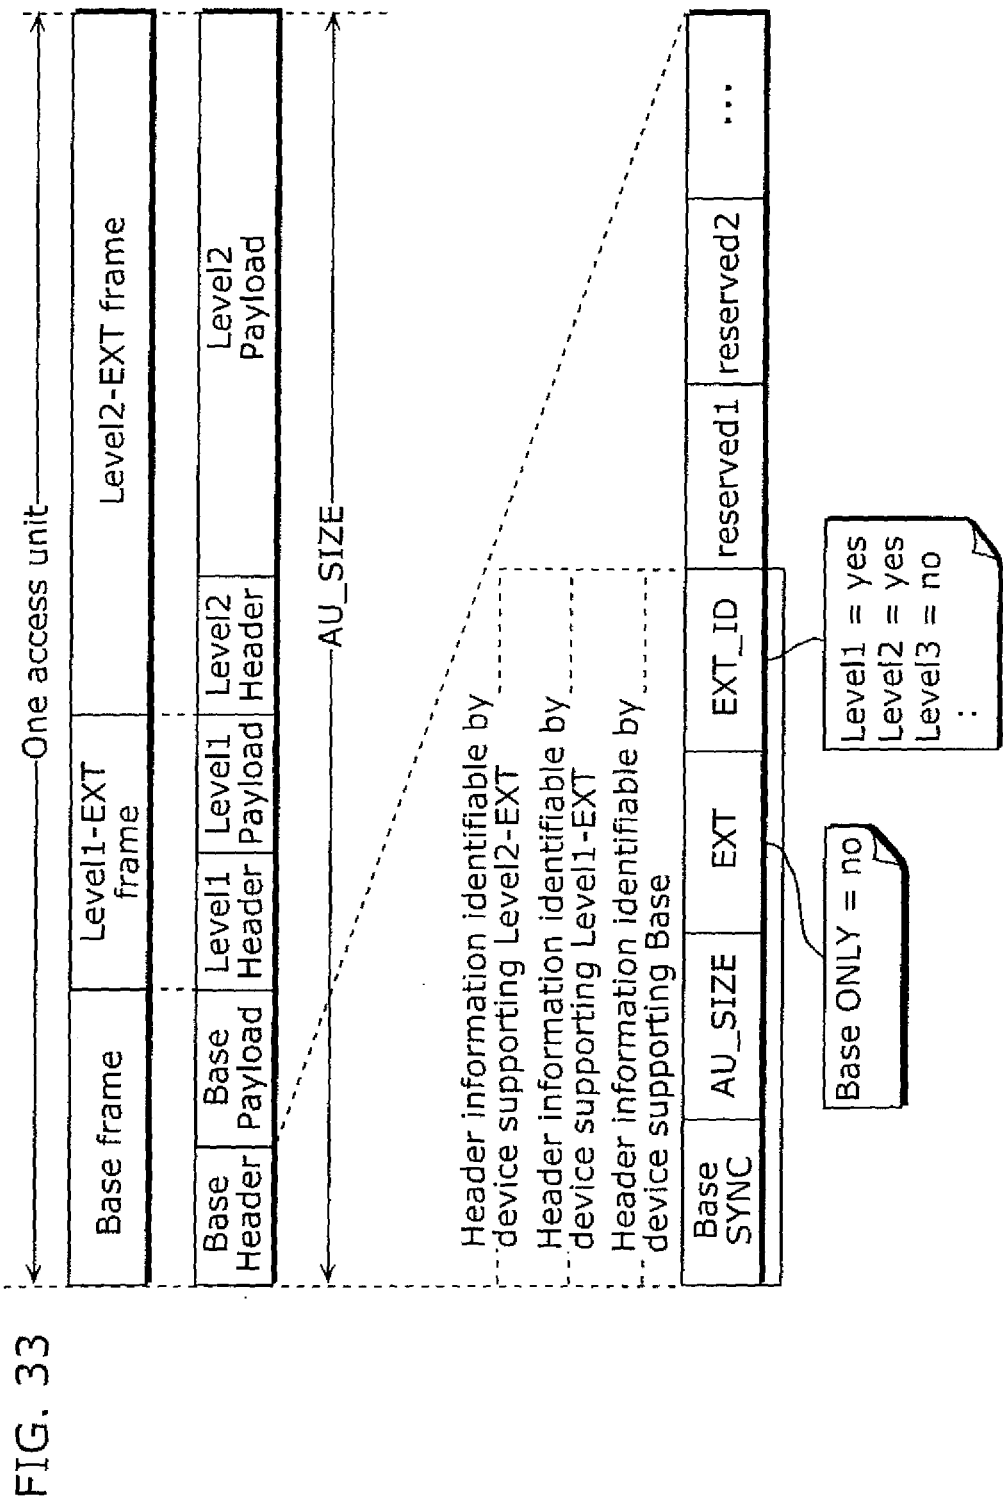 FIG. 33
One access unit
Base frame
Level1-EXT
frame
Level2-EXT frame
Base
Header
Base
Payload
Level1
Header
Level1
Payload
Level2
Header
Level2
Payload
AU_SIZE
Header information identifiable by
device supporting Level2-EXT
Header information identifiable by
device supporting Level1-EXT
Header information identifiable by
device supporting Base
Base
SYNC
AU_SIZE
EXT
EXT_ID
reserved1
reserved2
...
Base ONLY = no
Level1 = yes
Level2 = yes
Level3 = no
: